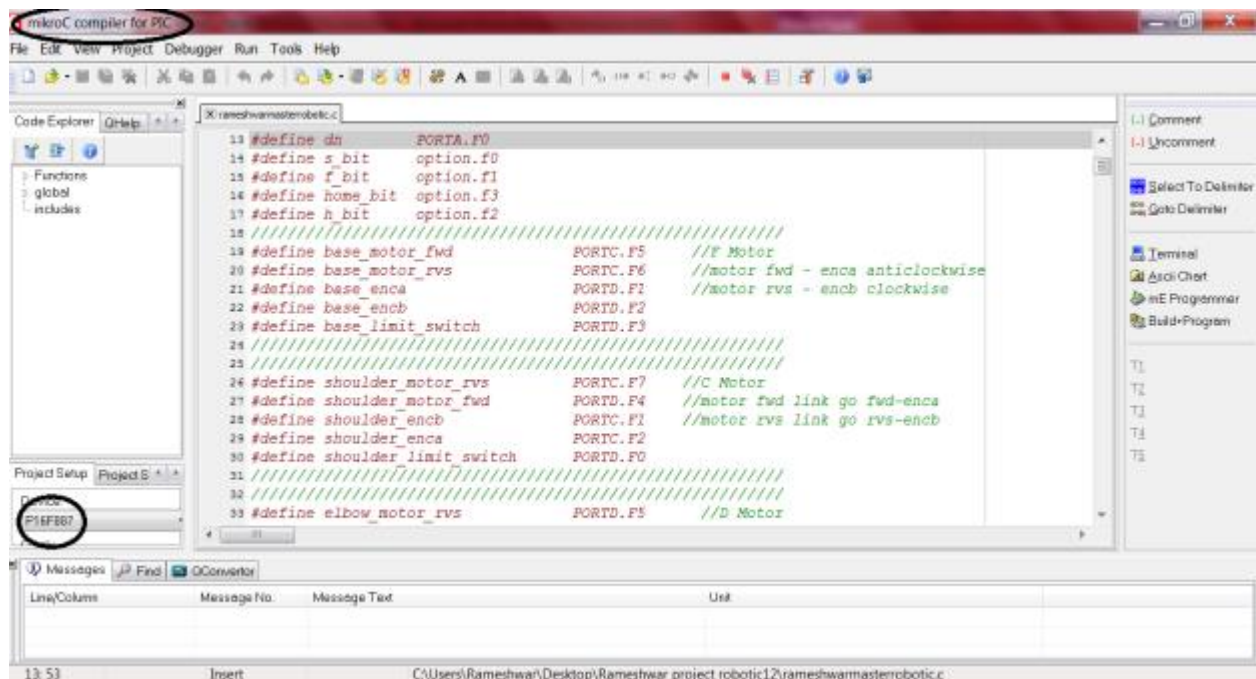 mikroC compiler for PIC
File Edit View Project Debugger Run Tools Help
Code Explorer QHelp
Functions
global
includes
rameshwarmasterrobotic.c
13 #define dn PORTA.F0
14 #define s_bit option.f0
15 #define f_bit option.f1
16 #define home_bit option.f3
17 #define h_bit option.f2
18 //////////////////////////////////////////////////////////
19 #define base_motor_fwd PORTC.F5 //F Motor
20 #define base_motor_rvs PORTC.F6 //motor fwd - enca anticlockwise
21 #define base_enca PORTD.F1 //motor rvs - encb clockwise
22 #define base_encb PORTD.F2
23 #define base_limit_switch PORTD.F3
24 //////////////////////////////////////////////////////////
25 //////////////////////////////////////////////////////////
26 #define shoulder_motor_rvs PORTC.F7 //C Motor
27 #define shoulder_motor_fwd PORTD.F4 //motor fwd link go fwd-enca
28 #define shoulder_encb PORTC.F1 //motor rvs link go rvs-encb
29 #define shoulder_enca PORTC.F2
30 #define shoulder_limit_switch PORTD.F0
31 //////////////////////////////////////////////////////////
32 //////////////////////////////////////////////////////////
33 #define elbow_motor_rvs PORTD.F5 //D Motor
Comment
Uncomment
Select To Delimiter
Goto Delimiter
Terminal
Ascii Chart
mE Programmer
Build+Program
T1
T2
T3
T4
T5
Project Setup Project S
Device
P16F887
Messages Find QConvertor
Line/Column Message No. Message Text Unit
13: 53 Insert C:\Users\Rameshwar\Desktop\Rameshwar project robotic12\rameshwarmasterrobotic.c